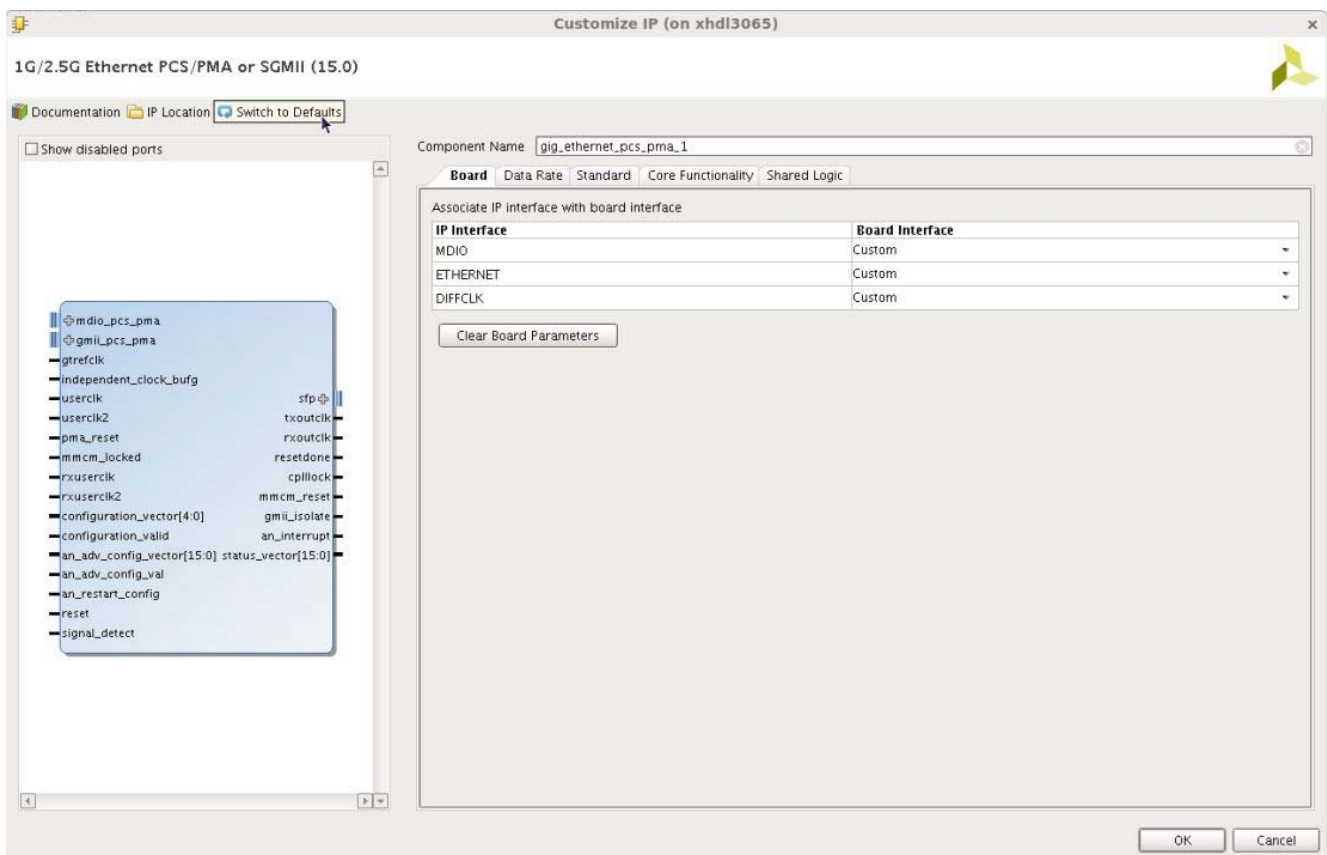 Customize IP (on xhdl3065)
1G/2.5G Ethernet PCS/PMA or SGMII (15.0)
Documentation IP Location Switch to Defaults
Show disabled ports
Component Name gig_ethernet_pcs_pma_1
Board Data Rate Standard Core Functionality Shared Logic
Associate IP interface with board interface
IP Interface Board Interface
MDIO Custom
ETHERNET Custom
DIFFCLK Custom
Clear Board Parameters
mdio_pcs_pma
gmii_pcs_pma
gtrefclk
independent_clock_bufg
userclk sfp
userclk2 txoutclk
pma_reset rxoutclk
mmcm_locked resetdone
rxuserclk cplllock
rxuserclk2 mmcm_reset
configuration_vector[4:0] gmii_isolate
configuration_valid an_interrupt
an_adv_config_vector[15:0] status_vector[15:0]
an_adv_config_val
an_restart_config
reset
signal_detect
OK Cancel